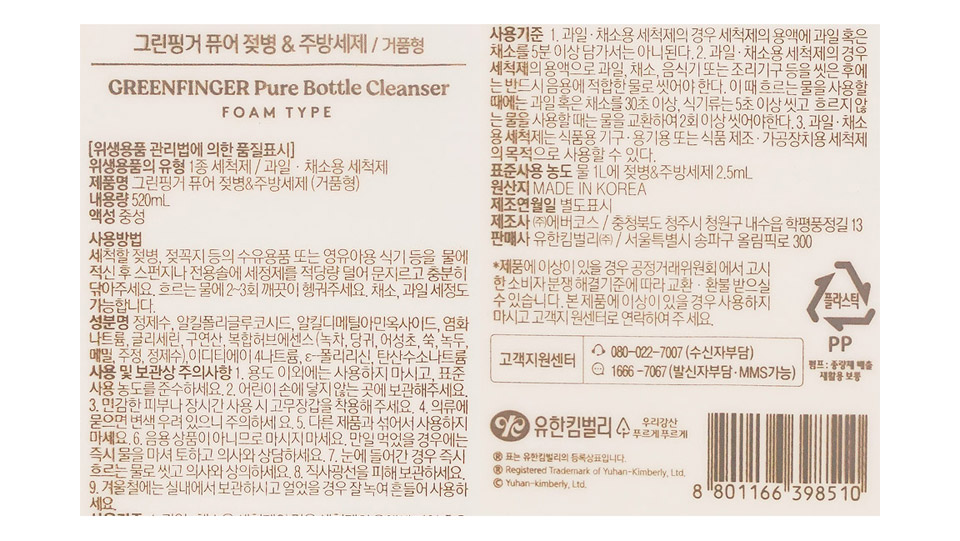 그린핑거 퓨어 젖병 & 주방세제 / 거품형
GREENFINGER Pure Bottle Cleanser
FOAM TYPE
[위생용품 관리법에 의한 품질표시]
위생용품의 유형 1종 세척제 / 과일 · 채소용 세척제
제품명 그린핑거 퓨어 젖병&주방세제 (거품형)
내용량 520mL
액성 중성
사용방법
세척할 젖병, 젖꼭지 등의 수유용품 또는 영유아용 식기 등을 물에
적신 후 스펀지나 전용솔에 세정제를 적당량 덜어 문지르고 충분히
닦아주세요. 흐르는 물에 2~3회 깨끗이 헹궈주세요. 채소, 과일 세정도
가능합니다.
성분명 정제수, 알킬폴리글루코시드, 알킬디메틸아민옥사이드, 염화
나트륨, 글리세린, 구연산, 복합허브에센스(녹차, 당귀, 어성초, 쑥, 녹두,
메밀, 주정, 정제수),이디티에이 4나트륨, ε-폴리리신, 탄산수소나트륨
사용 및 보관상 주의사항 1. 용도 이외에는 사용하지 마시고, 표준
사용 농도를 준수하세요. 2. 어린이 손에 닿지 않는 곳에 보관해주세요.
3. 민감한 피부나 장시간 사용 시 고무장갑을 착용해 주세요. 4. 의류에
묻으면 변색 우려 있으니 주의하세 요. 5. 다른 제품과 섞어서 사용하지
마세요. 6. 음용 상품이 아니므로 마시지 마세요. 만일 먹었을 경우에는
즉시 물을 마셔 토하고 의사와 상담하세요. 7. 눈에 들어간 경우 즉시
흐르는 물로 씻고 의사와 상의하세요. 8. 직사광선을 피해 보관하세요.
9. 겨울철에는 실내에서 보관하시고 얼었을 경우 잘 녹여 흔들어 사용하
세요.
사용기준 1. 과일 · 채소용 세척제의 경우 세척제의 용액에 과일 혹은
채소를 5분 이상 담가서는 아니된다. 2. 과일 · 채소용 세척제의 경우
세척제의 용액으로 과일, 채소, 음식기 또는 조리기구 등을 씻은 후에
는 반드시 음용에 적합한 물로 씻어야 한다. 이 때 흐르는 물을 사용할
때에는 과일 혹은 채소를 30초 이상, 식기류는 5초 이상 씻고 흐르지 않
는 물을 사용할 때는 물을 교환하여 2회 이상 씻어야한다. 3. 과일 · 채소
용 세척제는 식품용 기구 · 용기용 또는 식품 제조 · 가공장치용 세척제
의 목적으로 사용할 수 있다.
표준사용 농도 물 1L에 젖병&주방세제 2.5mL
원산지 MADE IN KOREA
제조연월일 별도표시
제조사 ㈜에버코스 / 충청북도 청주시 청원구 내수읍 학평풍정길 13
판매사 유한킴벌리㈜ / 서울특별시 송파구 올림픽로 300
*제품에 이상이 있을 경우 공정거래위원회 에서 고시
한 소비자 분쟁 해결기준에 따라 교환 · 환불 받으실
수 있습니다. 본 제품에 이상이 있을 경우 사용하지
마시고 고객지 원센터로 연락하여 주 세요.
플라스틱
PP
펌프 : 종량제 배출
재활용 보통
고객지원센터
080-022-7007 (수신자부담)
1666 -7067 (발신자부담 · MMS가능)
유한킴벌리
우리강산
푸르게 푸르게
® 표는 유한킴벌리의 등록상표입니다.
® Registered Trademark of Yuhan-Kimberly, Ltd.
© Yuhan-kimberly, Ltd.
8 801166 398510